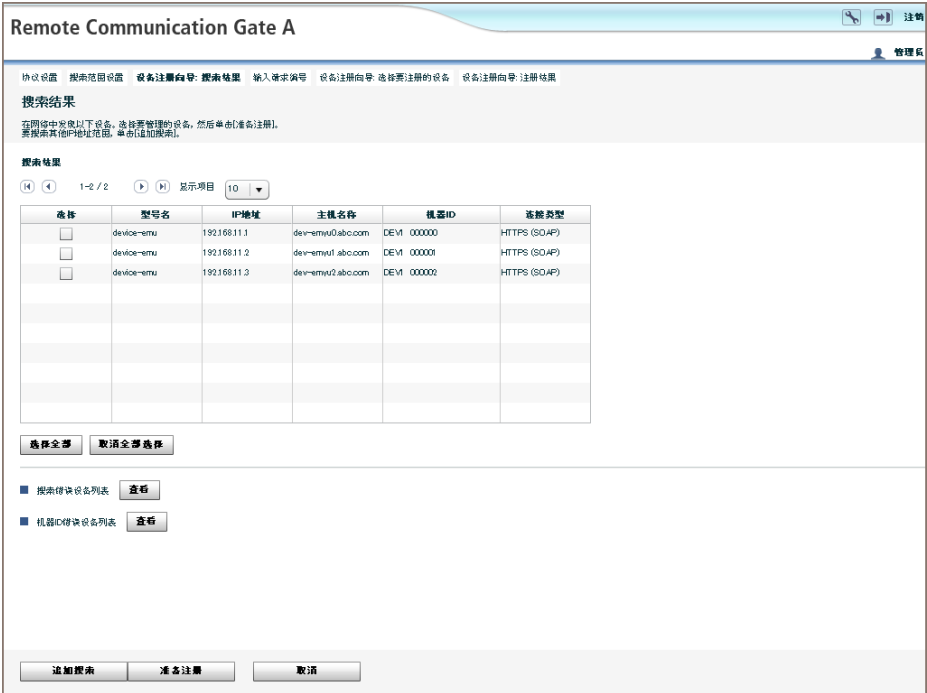 注销
Remote Communication Gate A
管理员
协议设置 搜索范围设置 设备注册向导: 搜索结果 输入请求编号 设备注册向导: 选择要注册的设备 设备注册向导: 注册结果
搜索结果
在网络中发现以下设备。选择要管理的设备，然后单击[准备注册]。
要搜索其他IP地址范围，单击[追加搜索]。
搜索结果
1-2 / 2 显示项目 10
选择 型号名 IP地址 主机名称 机器ID 连接类型
device-emu 192.168.11.1 dev-emyu0.abc.com DEV1 000000 HTTPS (SOAP)
device-emu 192.168.11.2 dev-emyu1.abc.com DEV1 000001 HTTPS (SOAP)
device-emu 192.168.11.3 dev-emyu2.abc.com DEV1 000002 HTTPS (SOAP)
选择全部 取消全部选择
搜索错误设备列表 查看
机器ID错误设备列表 查看
追加搜索 准备注册 取消